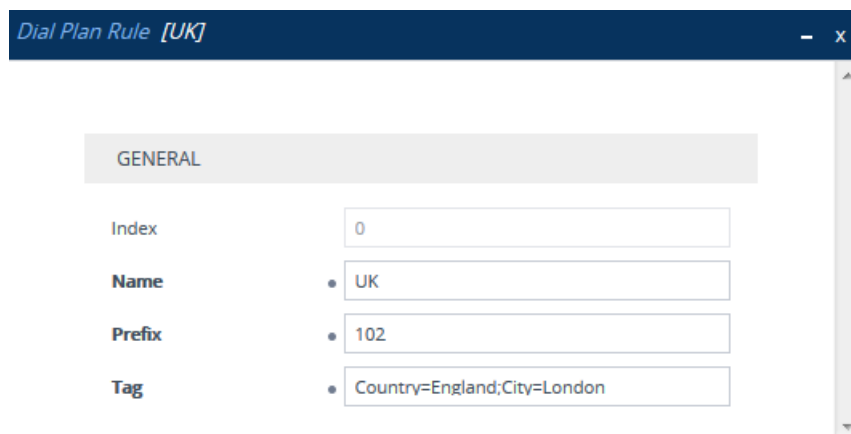 Dial Plan Rule [UK] – x
GENERAL
Index 0
Name • UK
Prefix • 102
Tag • Country=England;City=London